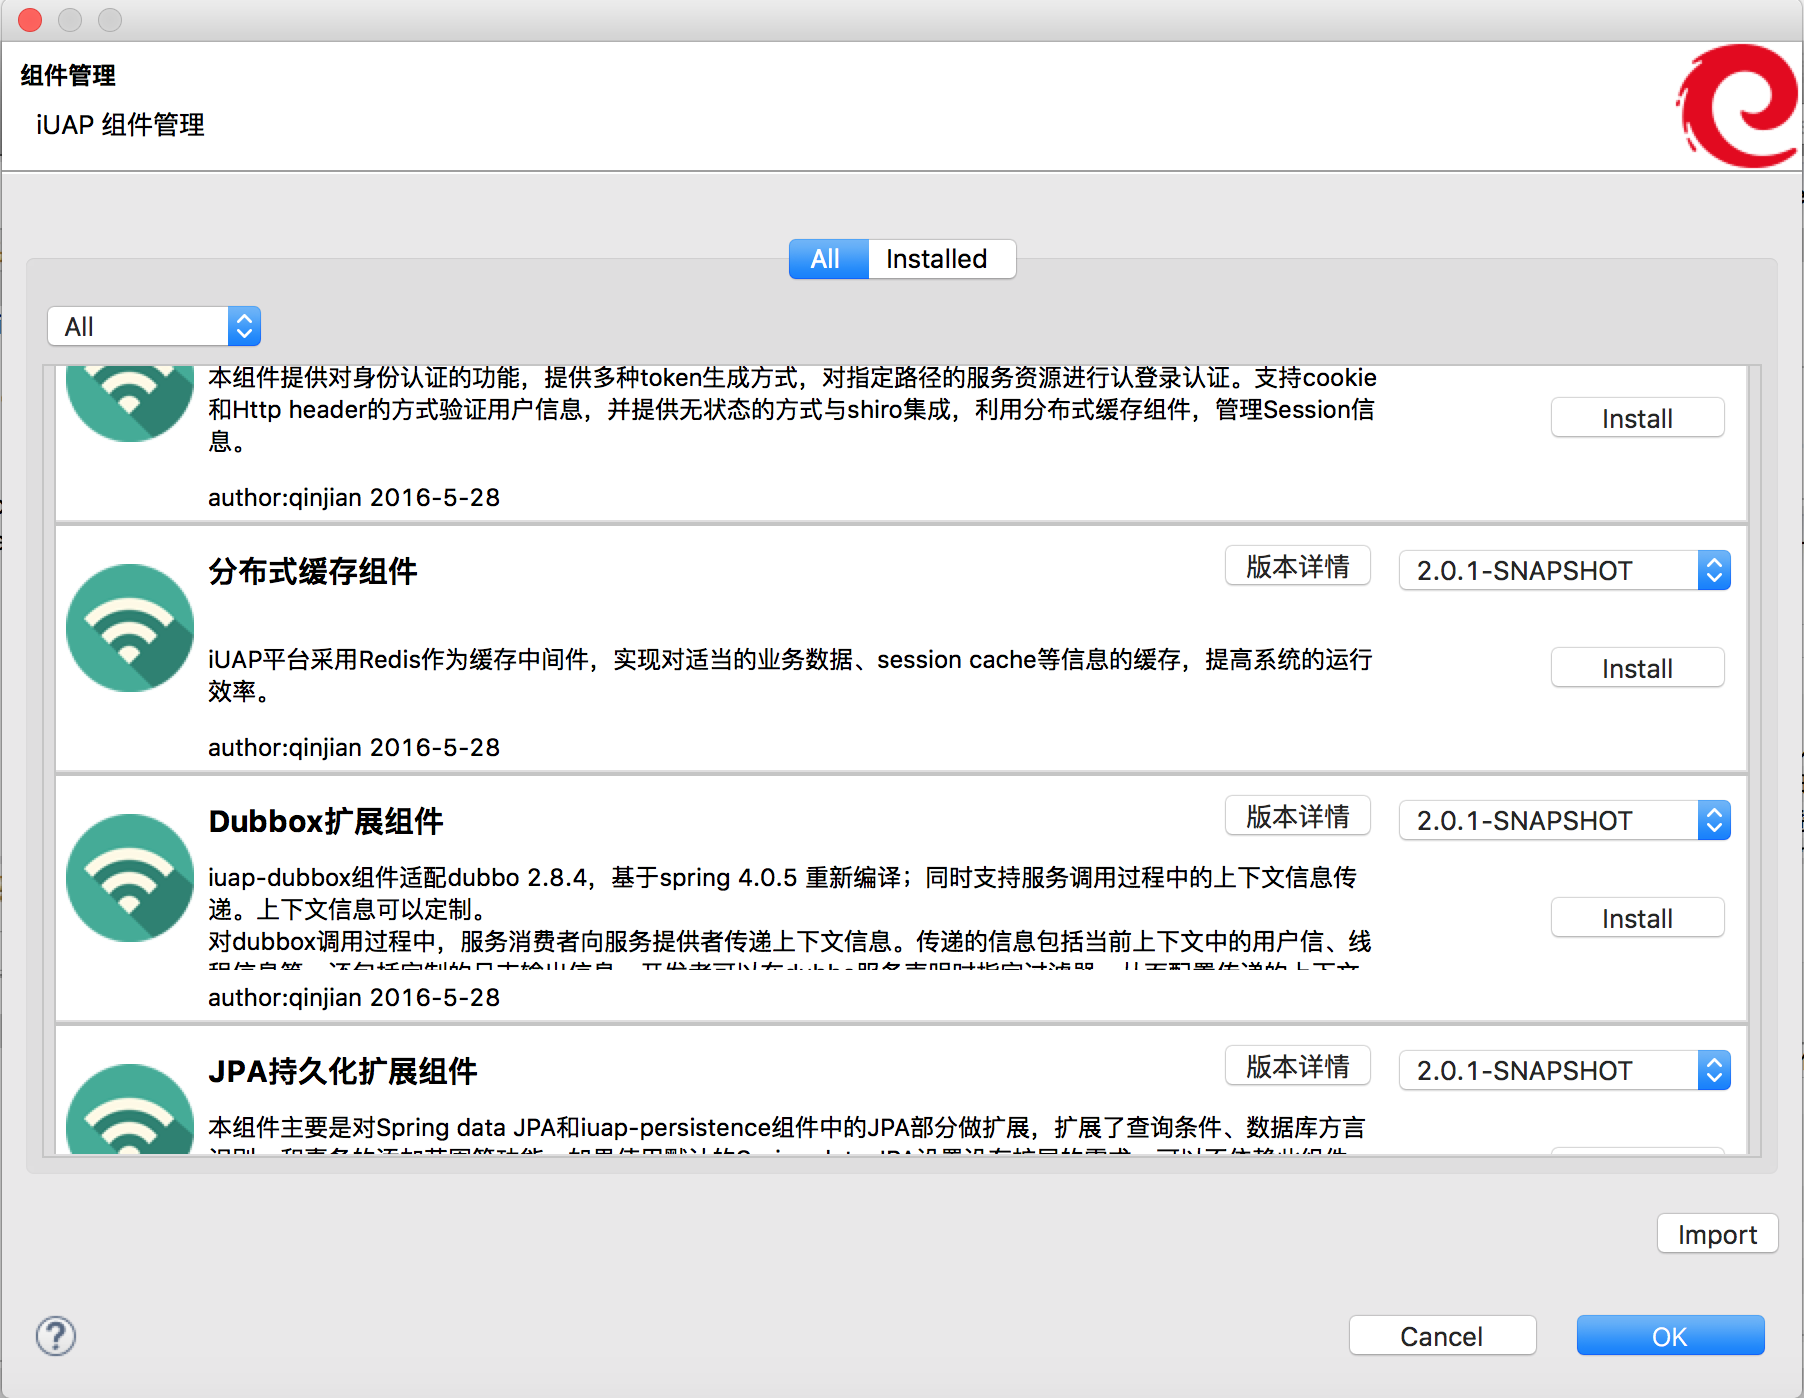 组件管理
iUAP 组件管理
All
Installed
All
本组件提供对身份认证的功能，提供多种token生成方式，对指定路径的服务资源进行认登录认证。支持cookie
和Http header的方式验证用户信息，并提供无状态的方式与shiro集成，利用分布式缓存组件，管理Session信
息。
Install
author:qinjian 2016-5-28
分布式缓存组件
版本详情
2.0.1-SNAPSHOT
iUAP平台采用Redis作为缓存中间件，实现对适当的业务数据、session cache等信息的缓存，提高系统的运行
效率。
Install
author:qinjian 2016-5-28
Dubbox扩展组件
版本详情
2.0.1-SNAPSHOT
iuap-dubbox组件适配dubbo 2.8.4，基于spring 4.0.5 重新编译；同时支持服务调用过程中的上下文信息传
递。上下文信息可以定制。
对dubbox调用过程中，服务消费者向服务提供者传递上下文信息。传递的信息包括当前上下文中的用户信、线
Install
author:qinjian 2016-5-28
JPA持久化扩展组件
版本详情
2.0.1-SNAPSHOT
本组件主要是对Spring data JPA和iuap-persistence组件中的JPA部分做扩展，扩展了查询条件、数据库方言
Import
?
Cancel
OK